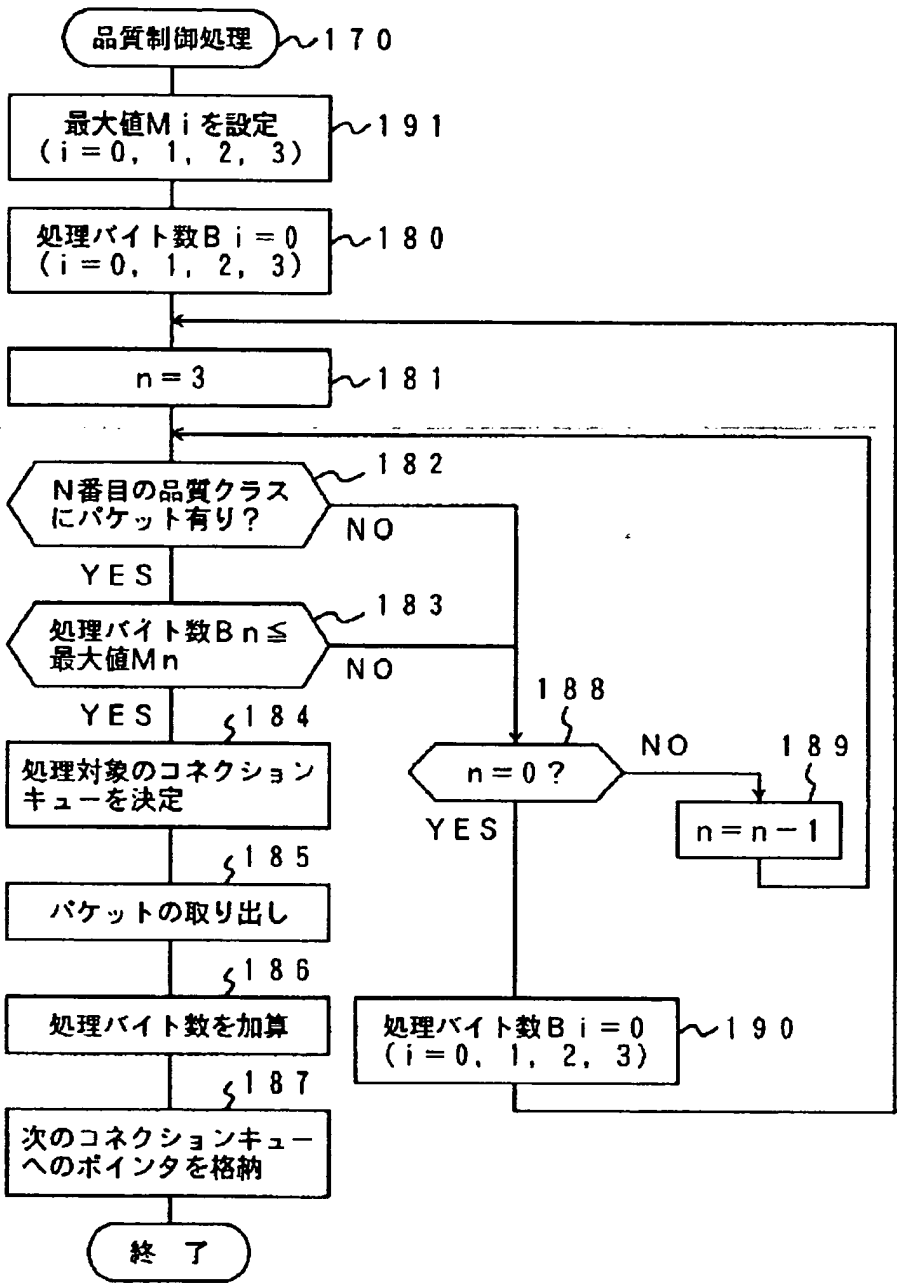 品質制御処理
170
最大値Miを設定
(i=0, 1, 2, 3)
191
処理バイト数Bi=0
(i=0, 1, 2, 3)
180
n=3
181
182
N番目の品質クラス
にパケット有り?
NO
YES
183
処理バイト数Bn≦
最大値Mn
NO
YES
184
処理対象のコネクション
キューを決定
188
n=0?
NO
YES
189
n=n-1
185
パケットの取り出し
186
処理バイト数を加算
処理バイト数Bi=0
(i=0, 1, 2, 3)
190
187
次のコネクションキュー
へのポインタを格納
終 了